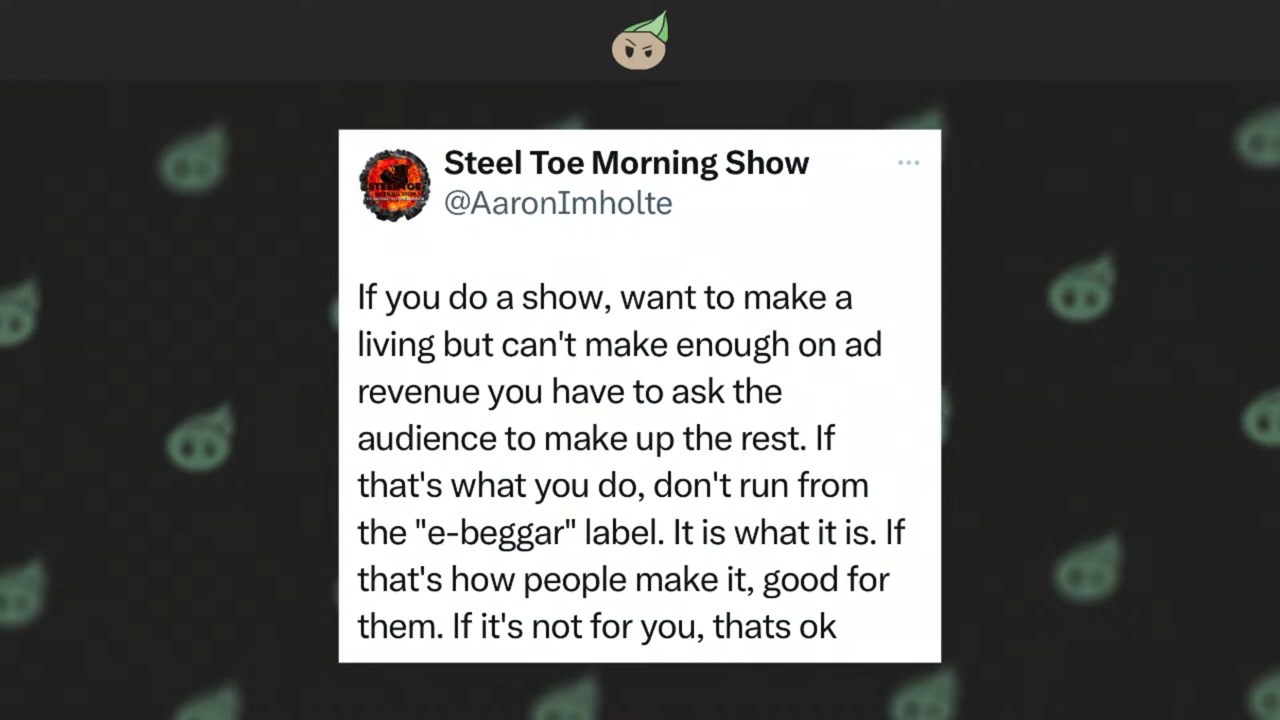 Steel Toe Morning Show
@AaronImholte
If you do a show, want to make a
living but can't make enough on ad
revenue you have to ask the
audience to make up the rest. If
that's what you do, don't run from
the "e-beggar" label. It is what it is. If
that's how people make it, good for
them. If it's not for you, thats ok